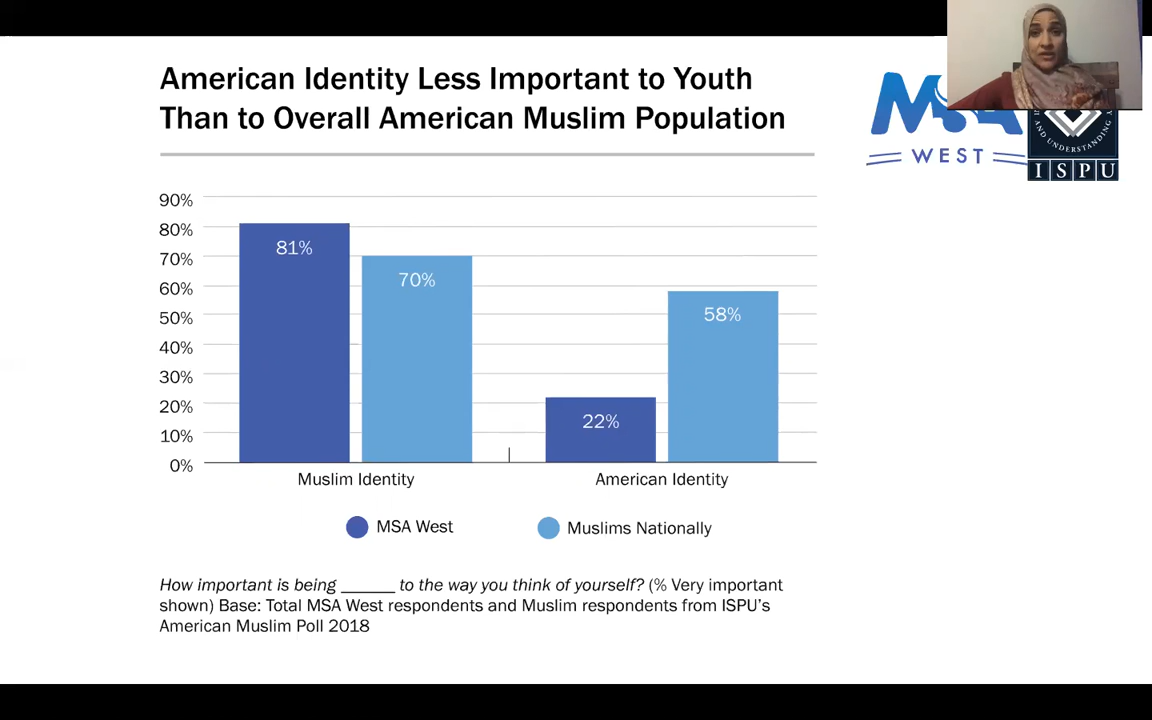 American Identity Less Important to Youth
Than to Overall American Muslim Population
WEST
AND UNDERSTANDING
ISPU
90%
80%
70%
60%
50%
40%
30%
20%
10%
0%
81%
70%
22%
58%
Muslim Identity
American Identity
MSA West
Muslims Nationally
How important is being ______ to the way you think of yourself? (% Very important
shown) Base: Total MSA West respondents and Muslim respondents from ISPU’s
American Muslim Poll 2018